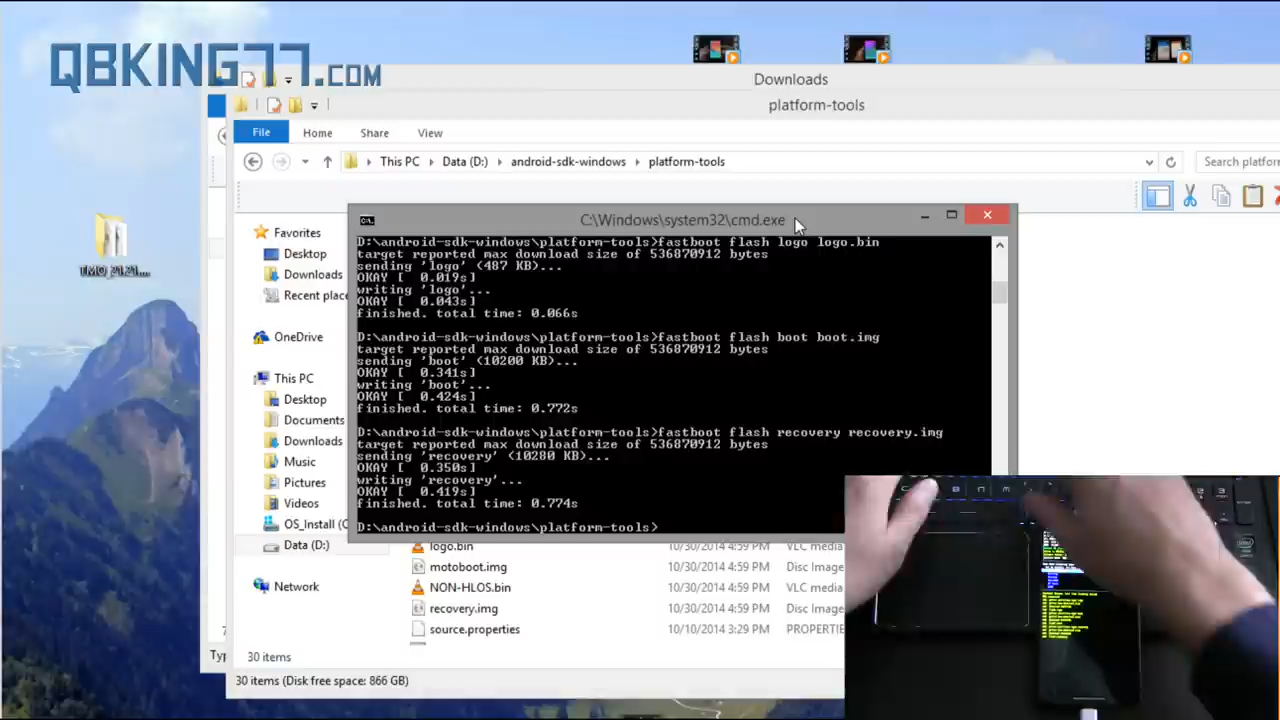 QBKING77.COM
Downloads
platform-tools
File
Home
Share
View
This PC
Data (D:)
android-sdk-windows
platform-tools
Search platform
C:\Windows\system32\cmd.exe
D:\android-sdk-windows\platform-tools>fastboot flash logo logo.bin
target reported max download size of 536870912 bytes
sending 'logo' (487 KB)...
OKAY [ 0.019s]
writing 'logo'...
OKAY [ 0.043s]
finished. total time: 0.066s
D:\android-sdk-windows\platform-tools>fastboot flash boot boot.img
target reported max download size of 536870912 bytes
sending 'boot' (10200 KB)...
OKAY [ 0.341s]
writing 'boot'...
OKAY [ 0.424s]
finished. total time: 0.772s
D:\android-sdk-windows\platform-tools>fastboot flash recovery recovery.img
target reported max download size of 536870912 bytes
sending 'recovery' (10280 KB)...
OKAY [ 0.350s]
writing 'recovery'...
OKAY [ 0.419s]
finished. total time: 0.774s
D:\android-sdk-windows\platform-tools>
TMO_21.21....
Favorites
Desktop
Downloads
Recent place
OneDrive
This PC
Desktop
Documents
Downloads
Music
Pictures
Videos
OS_Install (C
Data (D:)
Network
logo.bin 10/30/2014 4:59 PM VLC media
motoboot.img 10/30/2014 4:59 PM Disc Image
NON-HLOS.bin 10/30/2014 4:59 PM VLC media
recovery.img 10/30/2014 4:59 PM Disc Image
source.properties 10/10/2014 3:29 PM PROPERTIE
30 items
Typ
30 items (Disk free space: 866 GB)